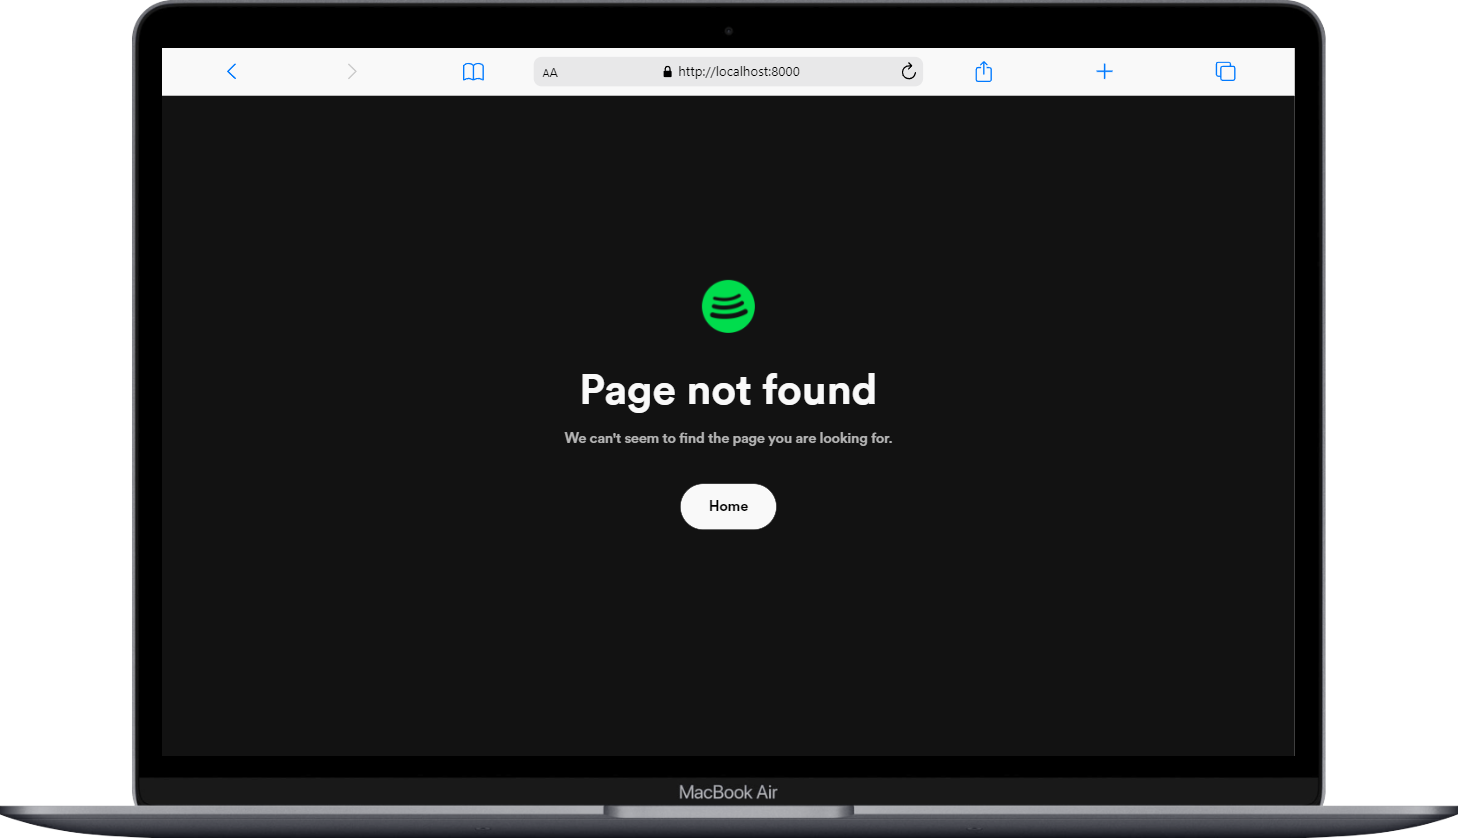 AA http://localhost:8000
Page not found
We can't seem to find the page you are looking for.
Home
MacBook Air